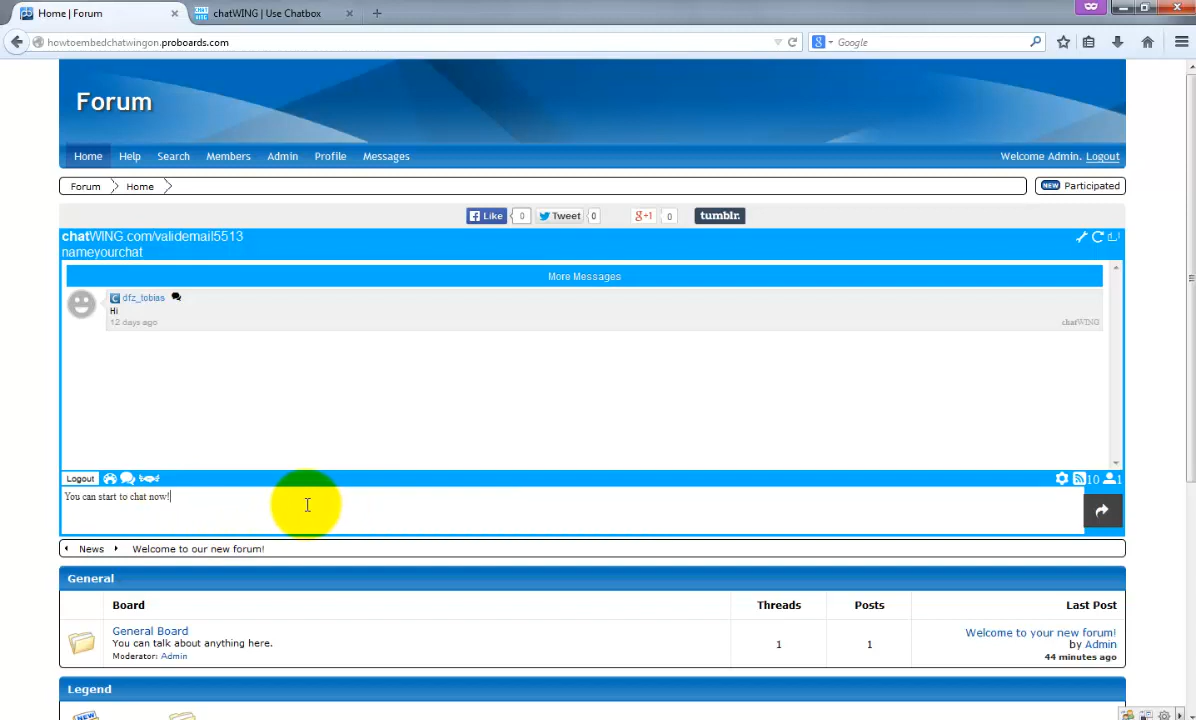 Home | Forum
chatWING | Use Chatbox
howtoembedchatwingon.proboards.com
Google
Forum
Home Help Search Members Admin Profile Messages
Welcome Admin. Logout
Forum Home
NEW Participated
Like 0 Tweet 0 g+1 0 tumblr.
chatWING.com/validemail5513
nameyourchat
More Messages
dfz_tobias
Hi
12 days ago
chatWING
Logout
10 1
You can start to chat now!
News Welcome to our new forum!
General
Board Threads Posts Last Post
General Board
You can talk about anything here.
Moderator: Admin
1 1
Welcome to your new forum!
by Admin
44 minutes ago
Legend
NEW